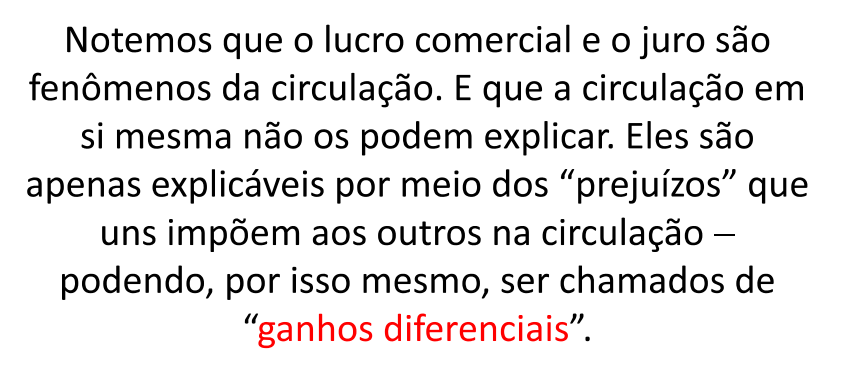 Notemos que o lucro comercial e o juro são
fenômenos da circulação. E que a circulação em
si mesma não os podem explicar. Eles são
apenas explicáveis por meio dos “prejuízos” que
uns impõem aos outros na circulação –
podendo, por isso mesmo, ser chamados de
“ganhos diferenciais”.